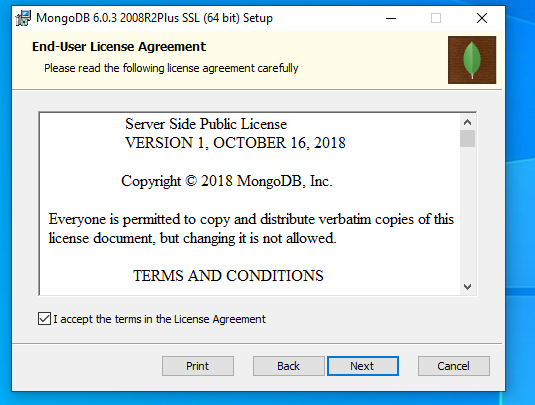 MongoDB 6.0.3 2008R2Plus SSL (64 bit) Setup
End-User License Agreement
Please read the following license agreement carefully
Server Side Public License
VERSION 1, OCTOBER 16, 2018
Copyright © 2018 MongoDB, Inc.
Everyone is permitted to copy and distribute verbatim copies of this
license document, but changing it is not allowed.
TERMS AND CONDITIONS
I accept the terms in the License Agreement
Print Back Next Cancel